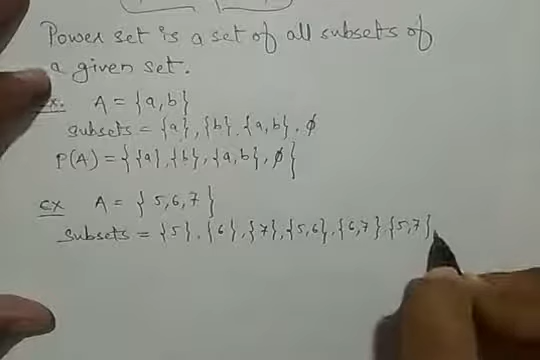 Power set is a set of all subsets of
a given set.
ex. A = {a,b}
subsets = {a}, {b}, {a,b}, ϕ
P(A) = {{a}, {b}, {a,b}, ϕ}
ex A = {5,6,7}
subsets = {5}, {6}, {7}, {5,6}, {6,7}, {5,7}